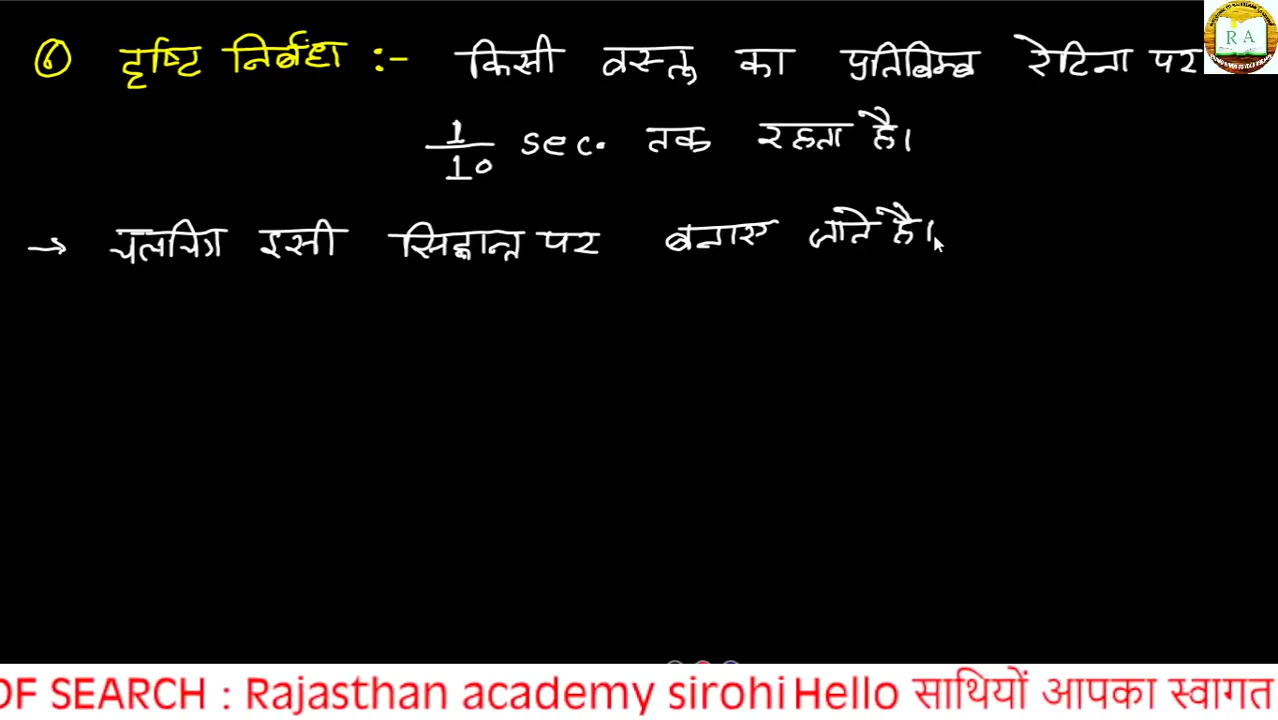 ⑥ दृष्टि निर्बंध :- किसी वस्तु का प्रतिबिम्ब रेटिना पर
1/10 sec. तक रहता है।
→ चलचित्र इसी सिद्धान्त पर बनाए जाते है।
R A
OF SEARCH : Rajasthan academy sirohi Hello साथियों आपका स्वागत